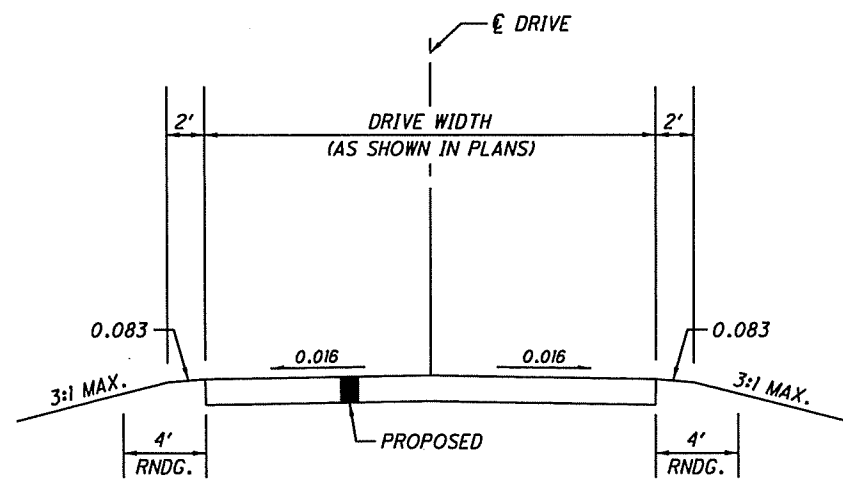 ℄ DRIVE
2'
DRIVE WIDTH
2'
(AS SHOWN IN PLANS)
0.083
0.016
0.016
0.083
3:1 MAX.
3:1 MAX.
4'
PROPOSED
4'
RNDG.
RNDG.